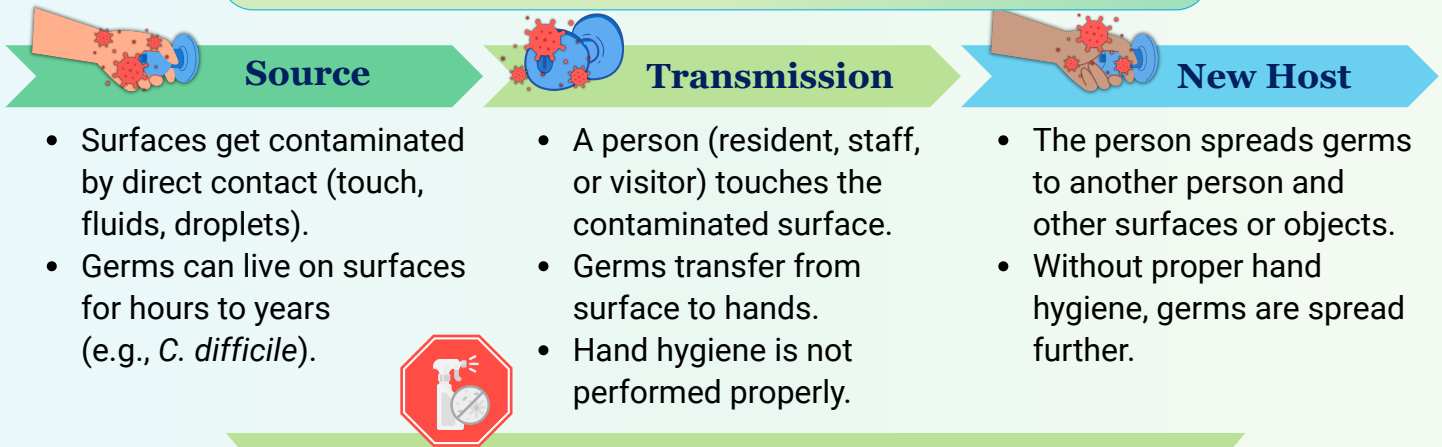 Source
• Surfaces get contaminated
by direct contact (touch,
fluids, droplets).
• Germs can live on surfaces
for hours to years
(e.g., C. difficile).
Transmission
• A person (resident, staff,
or visitor) touches the
contaminated surface.
• Germs transfer from
surface to hands.
• Hand hygiene is not
performed properly.
New Host
• The person spreads germs
to another person and
other surfaces or objects.
• Without proper hand
hygiene, germs are spread
further.